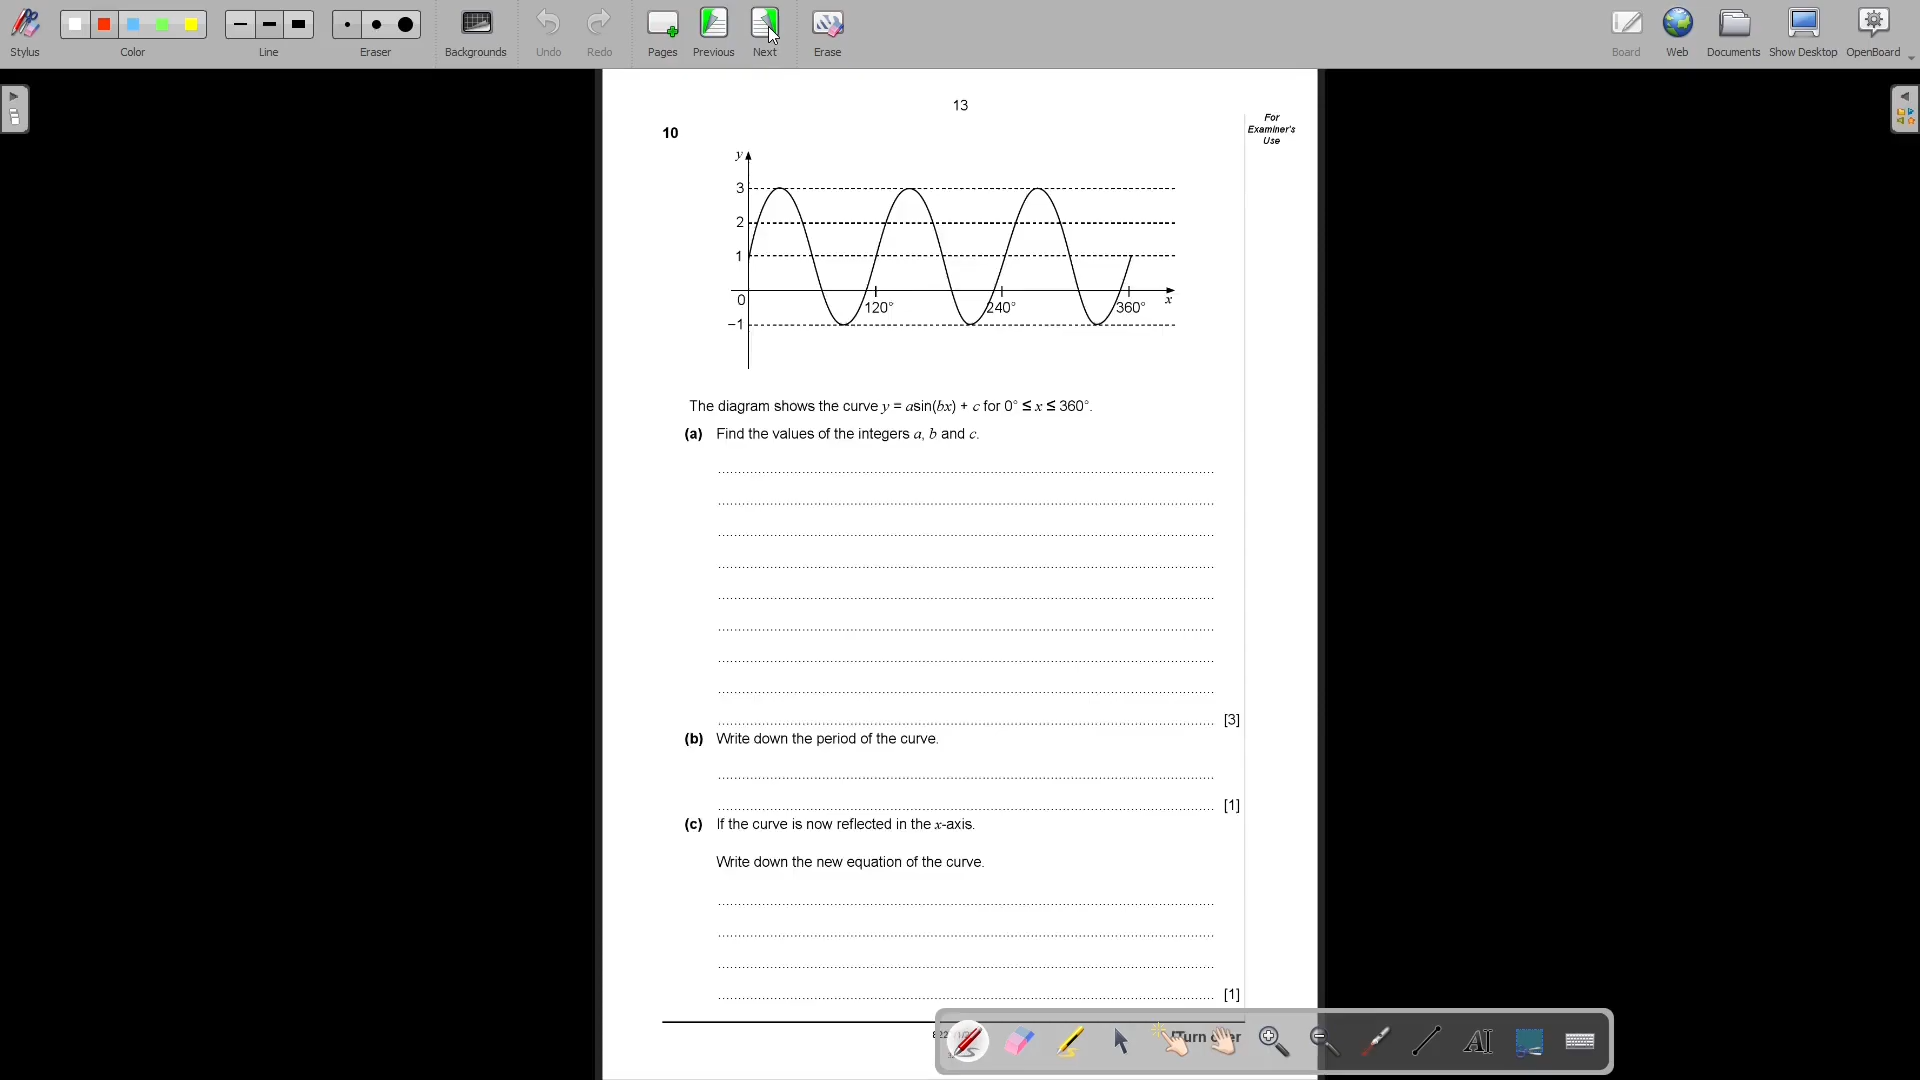 Stylus
Color
Line
Eraser
Backgrounds
Undo
Redo
Pages
Previous
Next
Erase
Board
Web
Documents
Show Desktop
OpenBoard
13
For
Examiner's
Use
10
y
3
2
1
0
−1
120°
240°
360°
x
The diagram shows the curve y = asin(bx) + c for 0° ≤ x ≤ 360°.
(a) Find the values of the integers a, b and c.
[3]
(b) Write down the period of the curve.
[1]
(c) If the curve is now reflected in the x-axis.
Write down the new equation of the curve.
[1]
AI